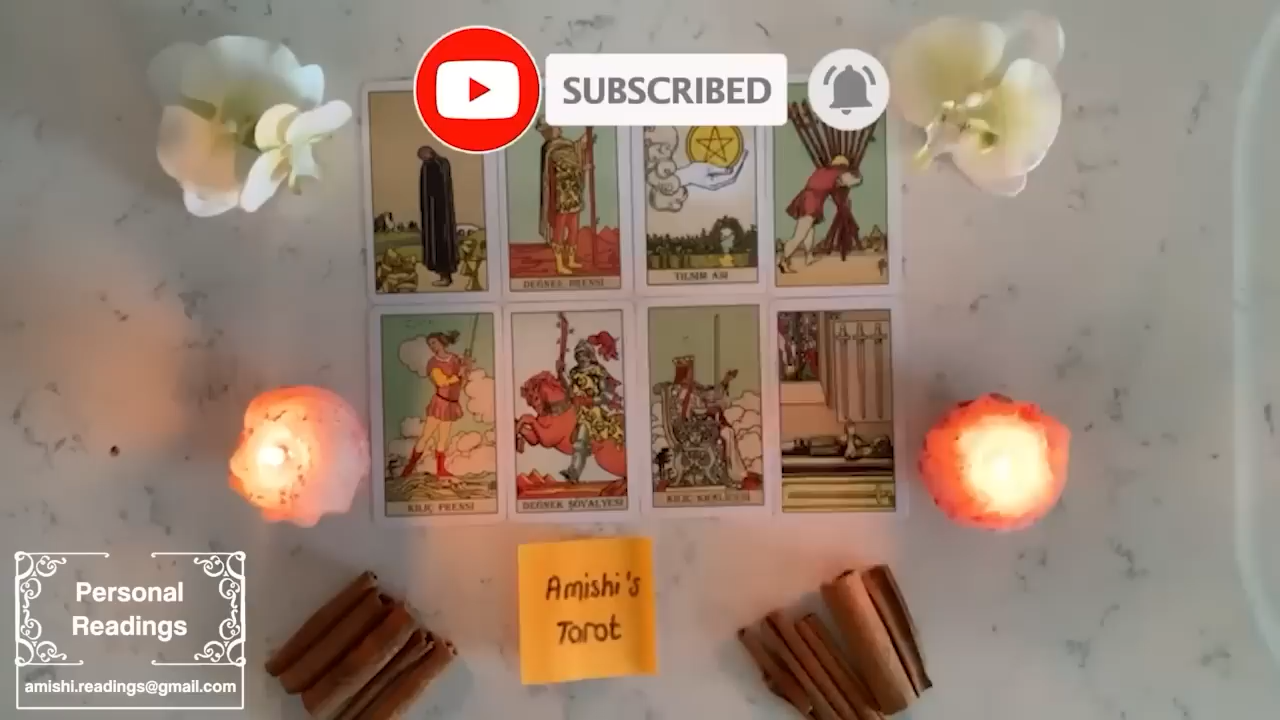 SUBSCRIBED
DEĞNEK PRENSİ
TILSIM ASI
KILIÇ PRENSİ
DEĞNEK ŞÖVALYESİ
KILIÇ KRALİÇESİ
Amishi's
Tarot
Personal
Readings
amishi.readings@gmail.com